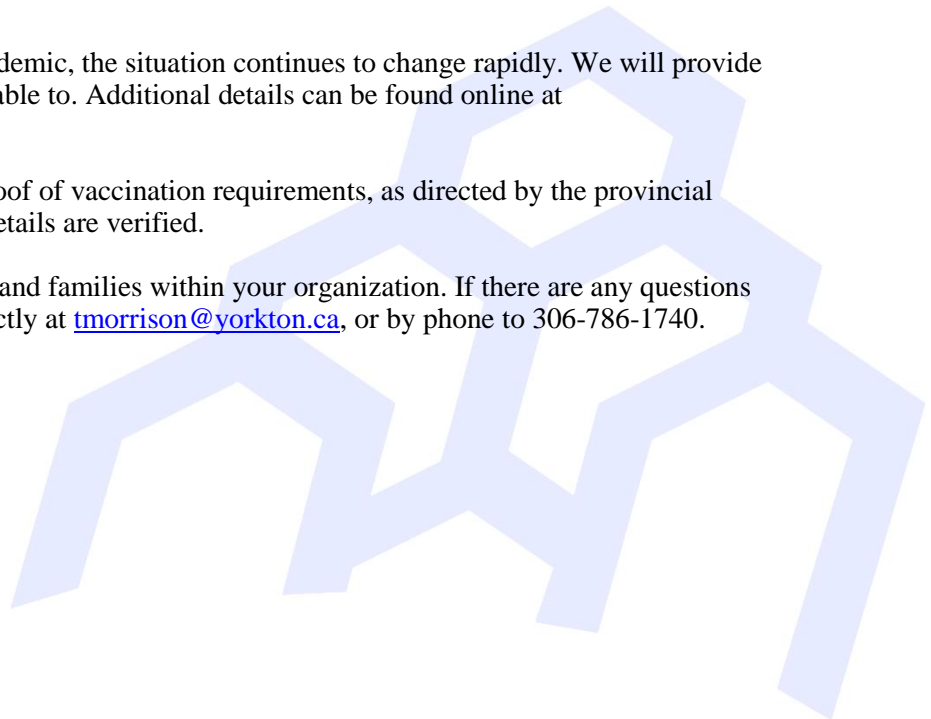 demic, the situation continues to change rapidly. We will provide
able to. Additional details can be found online at
oof of vaccination requirements, as directed by the provincial
etails are verified.
and families within your organization. If there are any questions
ctly at tmorrison@yorkton.ca, or by phone to 306-786-1740.